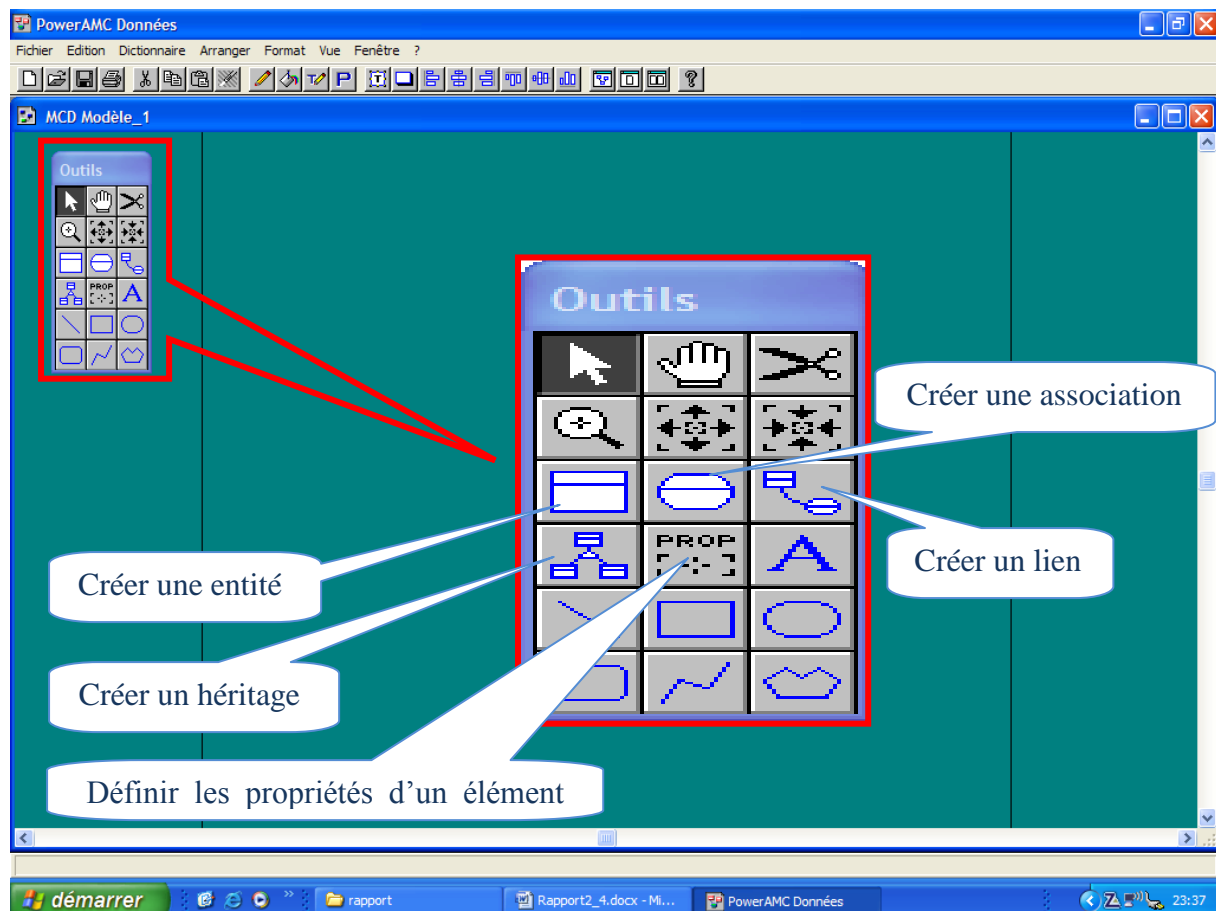 PowerAMC Données
Fichier Edition Dictionnaire Arranger Format Vue Fenêtre ?
P T
MCD Modèle_1
Outils
PROP
A
Outils
Créer une association
PROP
A
Créer un lien
Créer une entité
Créer un héritage
Définir les propriétés d’un élément
démarrer
»
rapport
Rapport2_4.docx - Mi...
PowerAMC Données
23:37